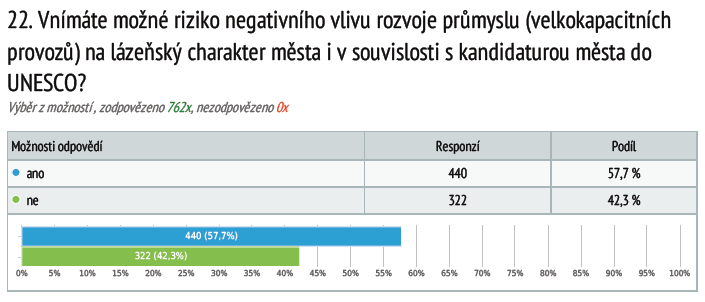 22. Vnímáte možné riziko negativního vlivu rozvoje průmyslu (velkokapacitních
provozů) na lázeňský charakter města i v souvislosti s kandidaturou města do
UNESCO?
Výběr z možností , zodpovězeno 762x, nezodpovězeno 0x
Možnosti odpovědí Responzí Podíl
ano 440 57,7 %
ne 322 42,3 %
440 (57,7%)
322 (42,3%)
0% 5% 10% 15% 20% 25% 30% 35% 40% 45% 50% 55% 60% 65% 70% 75% 80% 85% 90% 95% 100%